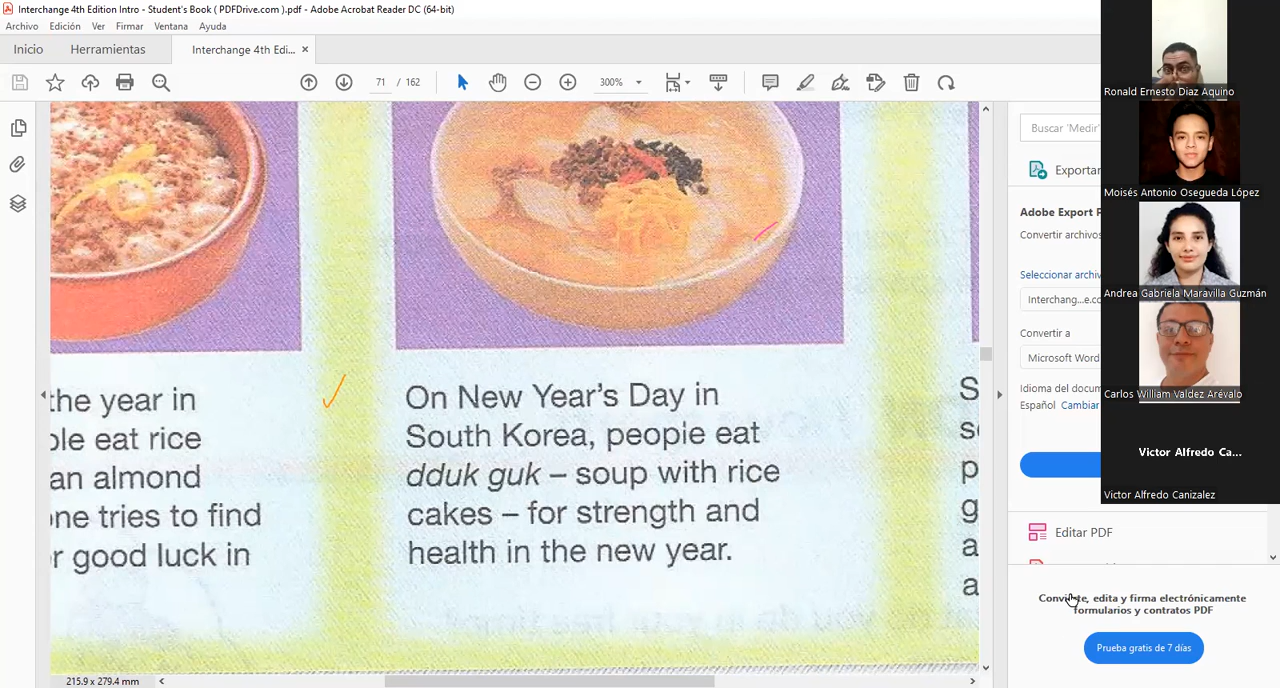 Interchange 4th Edition Intro - Student's Book ( PDFDrive.com ).pdf - Adobe Acrobat Reader DC (64-bit)
Archivo Edición Ver Firmar Ventana Ayuda
Inicio Herramientas Interchange 4th Edi... ×
71 / 162 300%
Buscar 'Medir'
Exportar
Adobe Export P
Convertir archivos
Seleccionar archiv
Interchang...e.co
Convertir a
Microsoft Word
Idioma del docum
Español Cambiar
Editar PDF
Convierte, edita y firma electrónicamente
formularios y contratos PDF
Prueba gratis de 7 días
the year in
ple eat rice
an almond
one tries to find
r good luck in
On New Year's Day in
South Korea, people eat
dduk guk – soup with rice
cakes – for strength and
health in the new year.
S
s
p
g
a
a
215.9 x 279.4 mm
Ronald Ernesto Diaz Aquino
Moisés Antonio Osegueda López
Andrea Gabriela Maravilla Guzmán
Carlos William Valdez Arévalo
Victor Alfredo Ca...
Victor Alfredo Canizalez